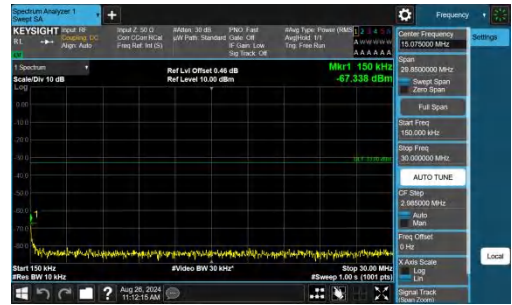 Spectrum Analyzer 1
Swept SA
Frequency
KEYSIGHT
Input: RF
Coupling: DC
Align: Auto
Input Z: 50 Ω
Corr CCorr RCal
Freq Ref: Int (S)
#Atten: 30 dB
µW Path: Standard
PNO: Fast
Gate: Off
IF Gain: Low
Sig Track: Off
#Avg Type: Power (RMS)
Avg|Hold: 1/1
Trig: Free Run
1 2 3 4 5 6
A W W W W W
A A A A A A
1 Spectrum
Scale/Div 10 dB
Ref Lvl Offset 0.46 dB
Ref Level 10.00 dBm
Mkr1 150 kHz
-67.338 dBm
Log
0.00
-10.0
-20.0
-30.0
-40.0
-50.0
-60.0
-70.0
-80.0
1
Start 150 kHz
#Res BW 10 kHz
#Video BW 30 kHz*
Stop 30.00 MHz
#Sweep 1.00 s (1001 pts)
Center Frequency
15.075000 MHz
Settings
Span
29.8500000 MHz
Swept Span
Zero Span
Full Span
Start Freq
150.000 kHz
Stop Freq
30.000000 MHz
AUTO TUNE
CF Step
2.985000 MHz
Auto
Man
Freq Offset
0 Hz
X Axis Scale
Log
Lin
Signal Track
(Span Zoom)
Local
Aug 26, 2024
11:12:15 AM